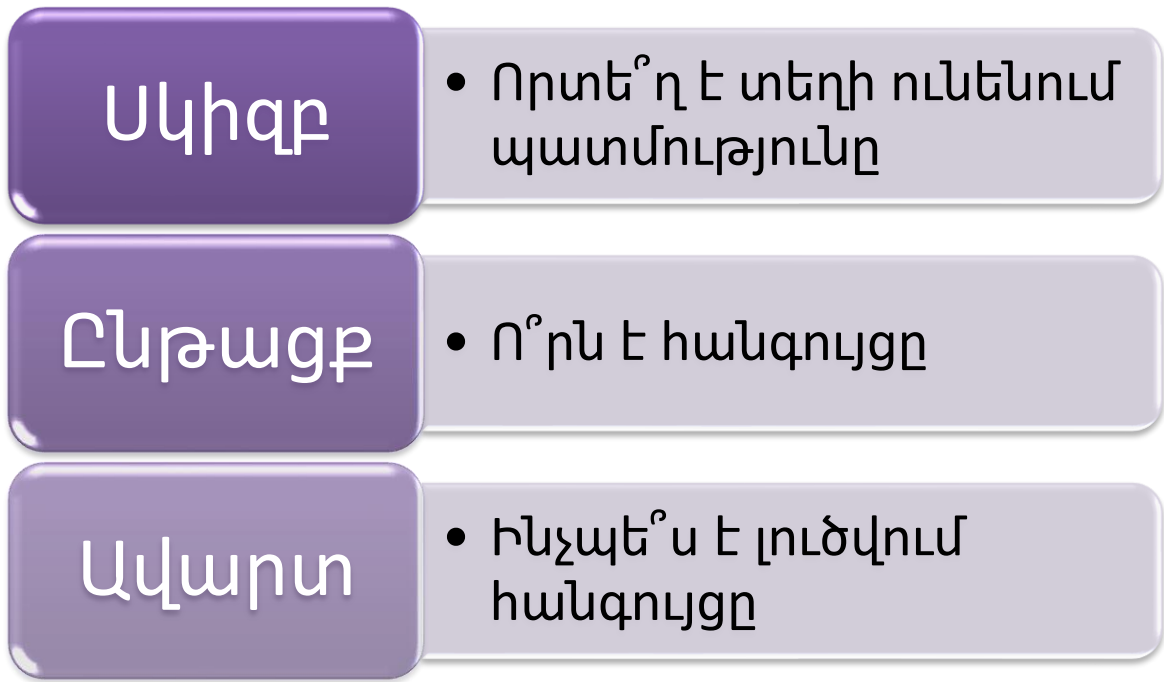 Սկիզբ
• Որտե՞ղ է տեղի ունենում
պատմությունը
Ընթացք
• Ո՞րն է հանգույցը
Ավարտ
• Ինչպե՞ս է լուծվում
հանգույցը